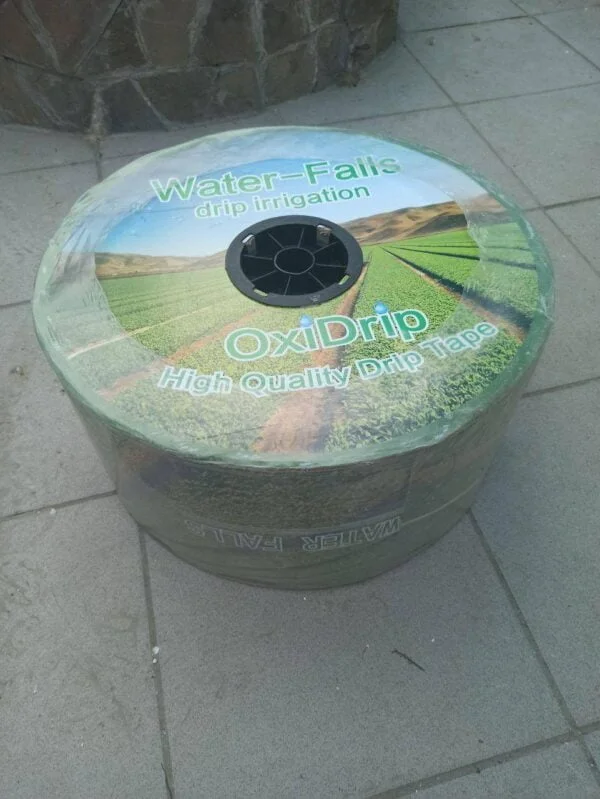 Water-Falls
drip irrigation
OxiDrip
High Quality Drip Tape
WATER FALLS